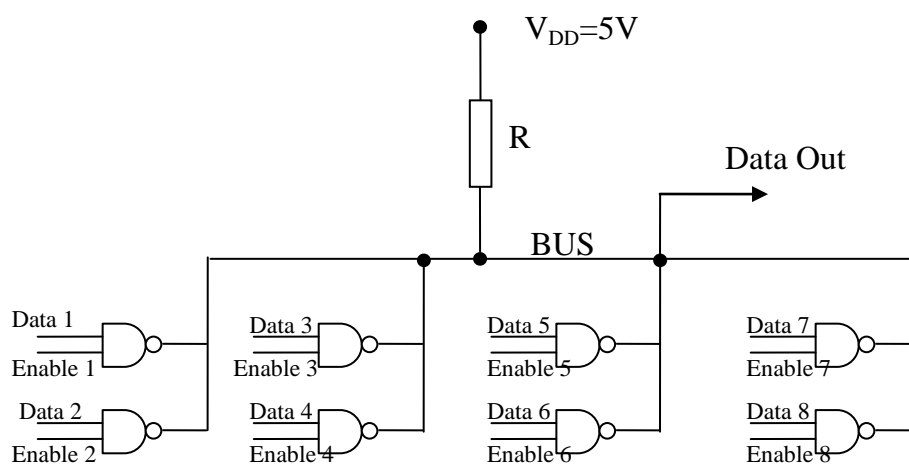 V_DD=5V
R
Data Out
BUS
Data 1
Data 3
Data 5
Data 7
Enable 1
Enable 3
Enable 5
Enable 7
Data 2
Data 4
Data 6
Data 8
Enable 2
Enable 4
Enable 6
Enable 8